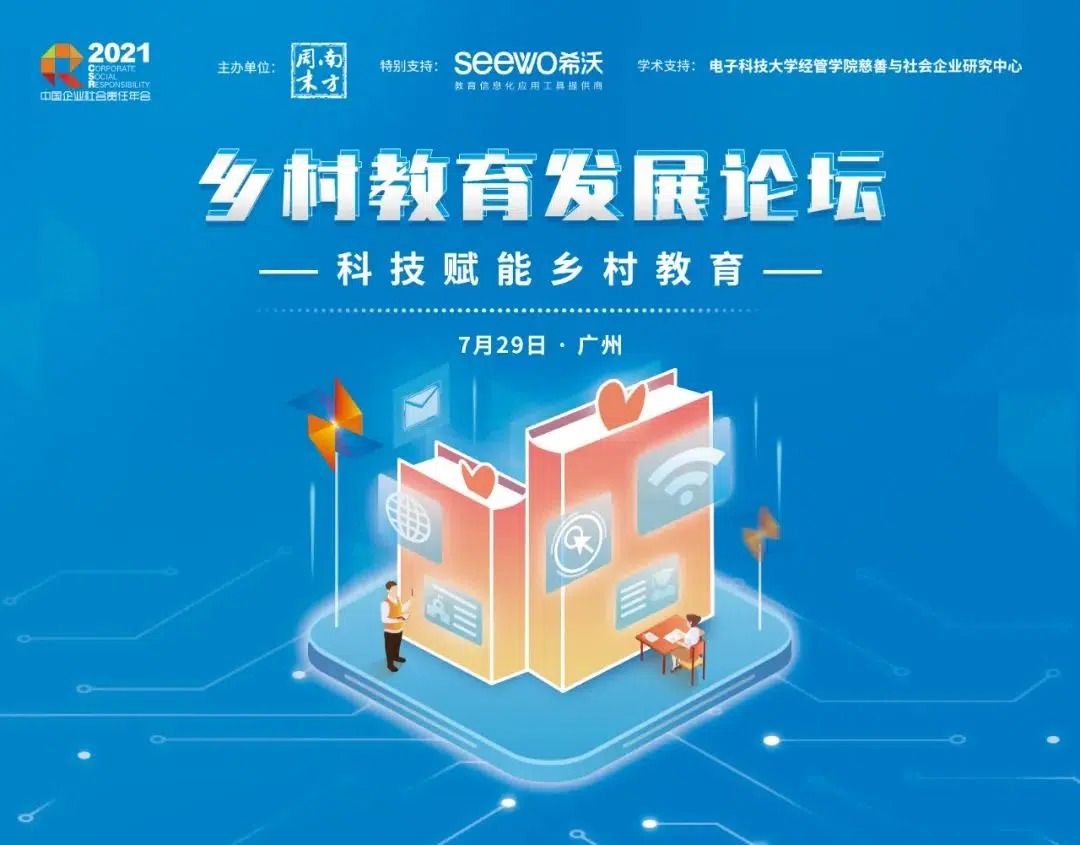 2021
CORPORATE
SOCIAL
RESPONSIBILITY
中国企业社会责任年会
主办单位：
南方周末
特别支持：
seewo希沃
教育信息化应用工具提供商
学术支持：
电子科技大学经管学院慈善与社会企业研究中心
乡村教育发展论坛
科技赋能乡村教育
7月29日 · 广州